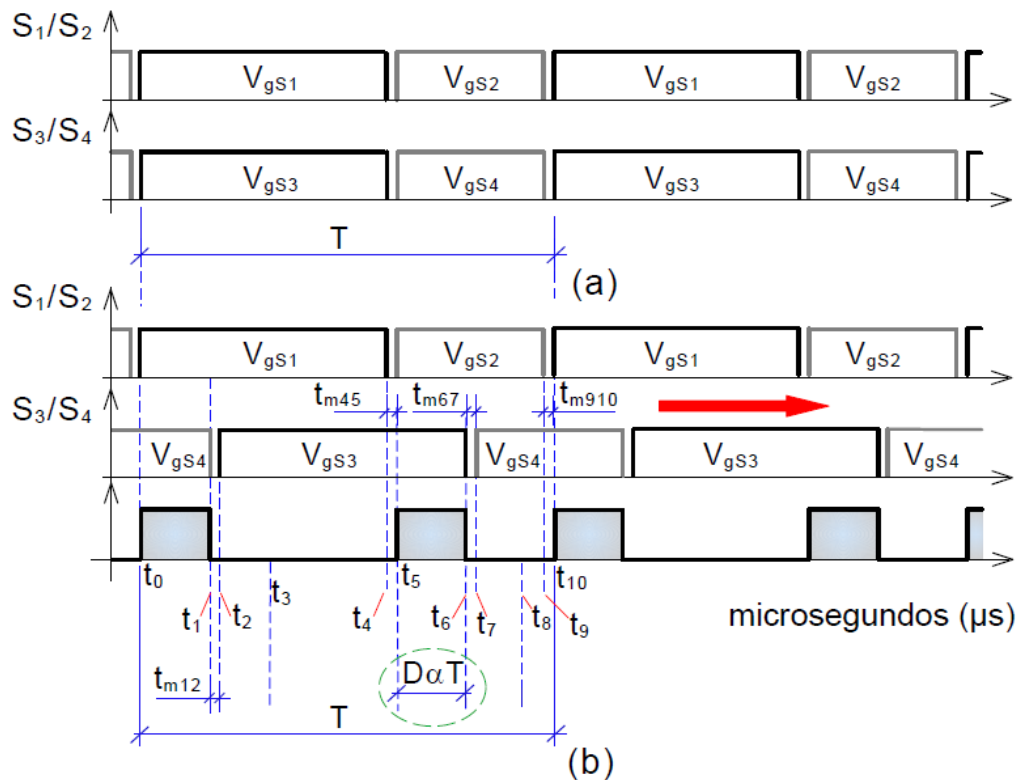 S1/S2
VgS1 VgS2 VgS1 VgS2
S3/S4
VgS3 VgS4 VgS3 VgS4
T
(a)
S1/S2
VgS1 VgS2 VgS1 VgS2
tm45 tm67 tm910
S3/S4
VgS4 VgS3 VgS4 VgS3 VgS4
t0 t1 t2 t3 t4 t5 t6 t7 t8 t9 t10
microsegundos (µs)
DαT
tm12
T
(b)